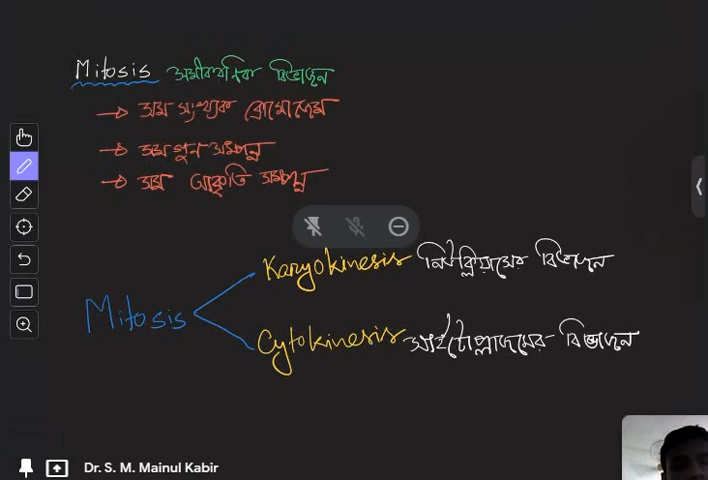 Mitosis সমীকরণিক বিভাজন
→ সম সংখ্যক ক্রোমোজোম
→ সম গুন সম্পন্ন
→ সম আকৃতি সম্পন্ন
Mitosis
Karyokinesis নিউক্লিয়াসের বিভাজন
Cytokinesis সাইটোপ্লাজমের বিভাজন
Dr. S. M. Mainul Kabir